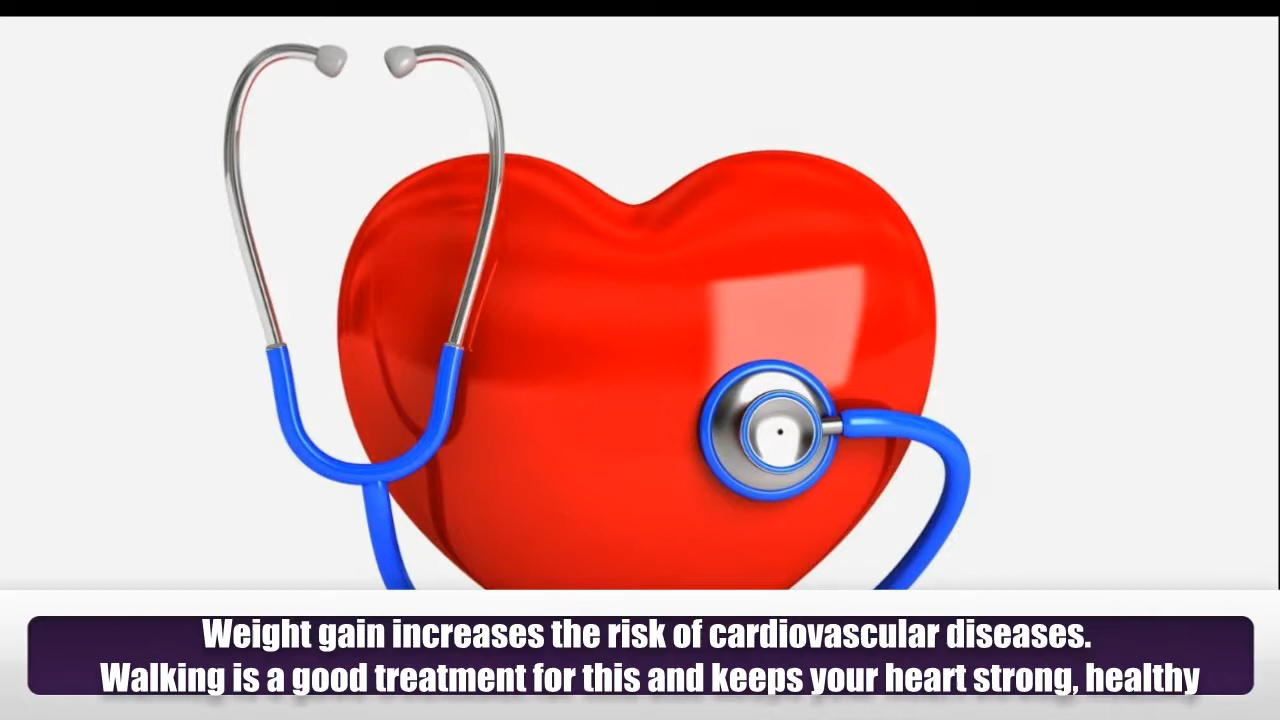 Weight gain increases the risk of cardiovascular diseases.
Walking is a good treatment for this and keeps your heart strong, healthy